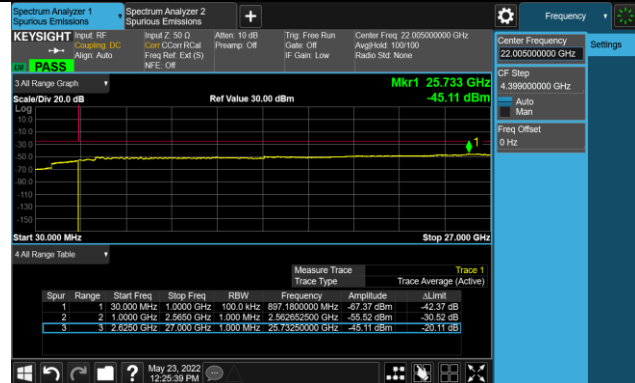 Spectrum Analyzer 1
Spurious Emissions
Spectrum Analyzer 2
Spurious Emissions
Frequency
KEYSIGHT
Input: RF
Coupling: DC
Align: Auto
Input Z: 50 Ω
Corr CCorr RCal
Freq Ref: Ext (S)
NFE: Off
Atten: 10 dB
Preamp: Off
Trig: Free Run
Gate: Off
IF Gain: Low
Center Freq: 22.005000000 GHz
Avg|Hold: 100/100
Radio Std: None
PASS
Center Frequency
22.005000000 GHz
Settings
CF Step
4.399000000 GHz
Auto
Man
Freq Offset
0 Hz
3 All Range Graph
Mkr1 25.733 GHz
Scale/Div 20.0 dB
Ref Value 30.00 dBm
-45.11 dBm
Log
10.0
-10.0
-30.0
-50.0
-70.0
-90.0
-110
-130
-150
1
Start 30.000 MHz
Stop 27.000 GHz
4 All Range Table
Measure Trace Trace 1
Trace Type Trace Average (Active)
Spur Range Start Freq Stop Freq RBW Frequency Amplitude ΔLimit
1 1 30.000 MHz 1.0000 GHz 100.0 kHz 897.1800000 MHz -67.37 dBm -42.37 dB
2 2 1.0000 GHz 2.5650 GHz 1.000 MHz 2.562652500 GHz -55.52 dBm -30.52 dB
3 3 2.6250 GHz 27.000 GHz 1.000 MHz 25.73250000 GHz -45.11 dBm -20.11 dB
May 23, 2022
12:25:39 PM